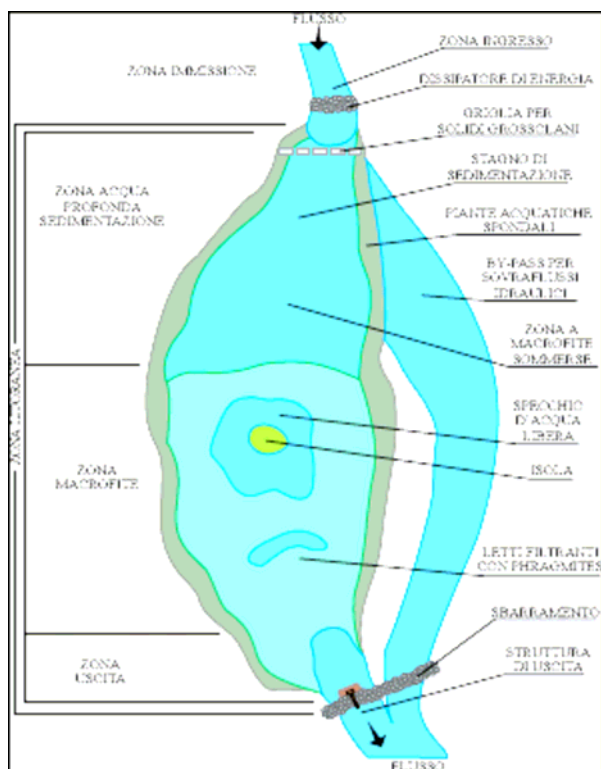 FLUSSO
ZONA INGRESSO
ZONA IMMISSIONE
DISSIPATORE DI ENERGIA
GRIGLIA PER
SOLIDI GROSSOLANI
STAGNO DI
SEDIMENTAZIONE
ZONA ACQUA
PROFONDA
SEDIMENTAZIONE
PIANTE ACQUATICHE
SPONDALI
BY-PASS PER
SOVRAFLUSSI
IDRAULICI
ZONA A
MACROFITE
SOMMERSE
SPECCHIO
D'ACQUA
LIBERA
ISOLA
ZONA
MACROFITE
LETTI FILTRANTI
CON PHRAGMITES
SBARRAMENTO
STRUTTURA
DI USCITA
ZONA
USCITA
FLUSSO